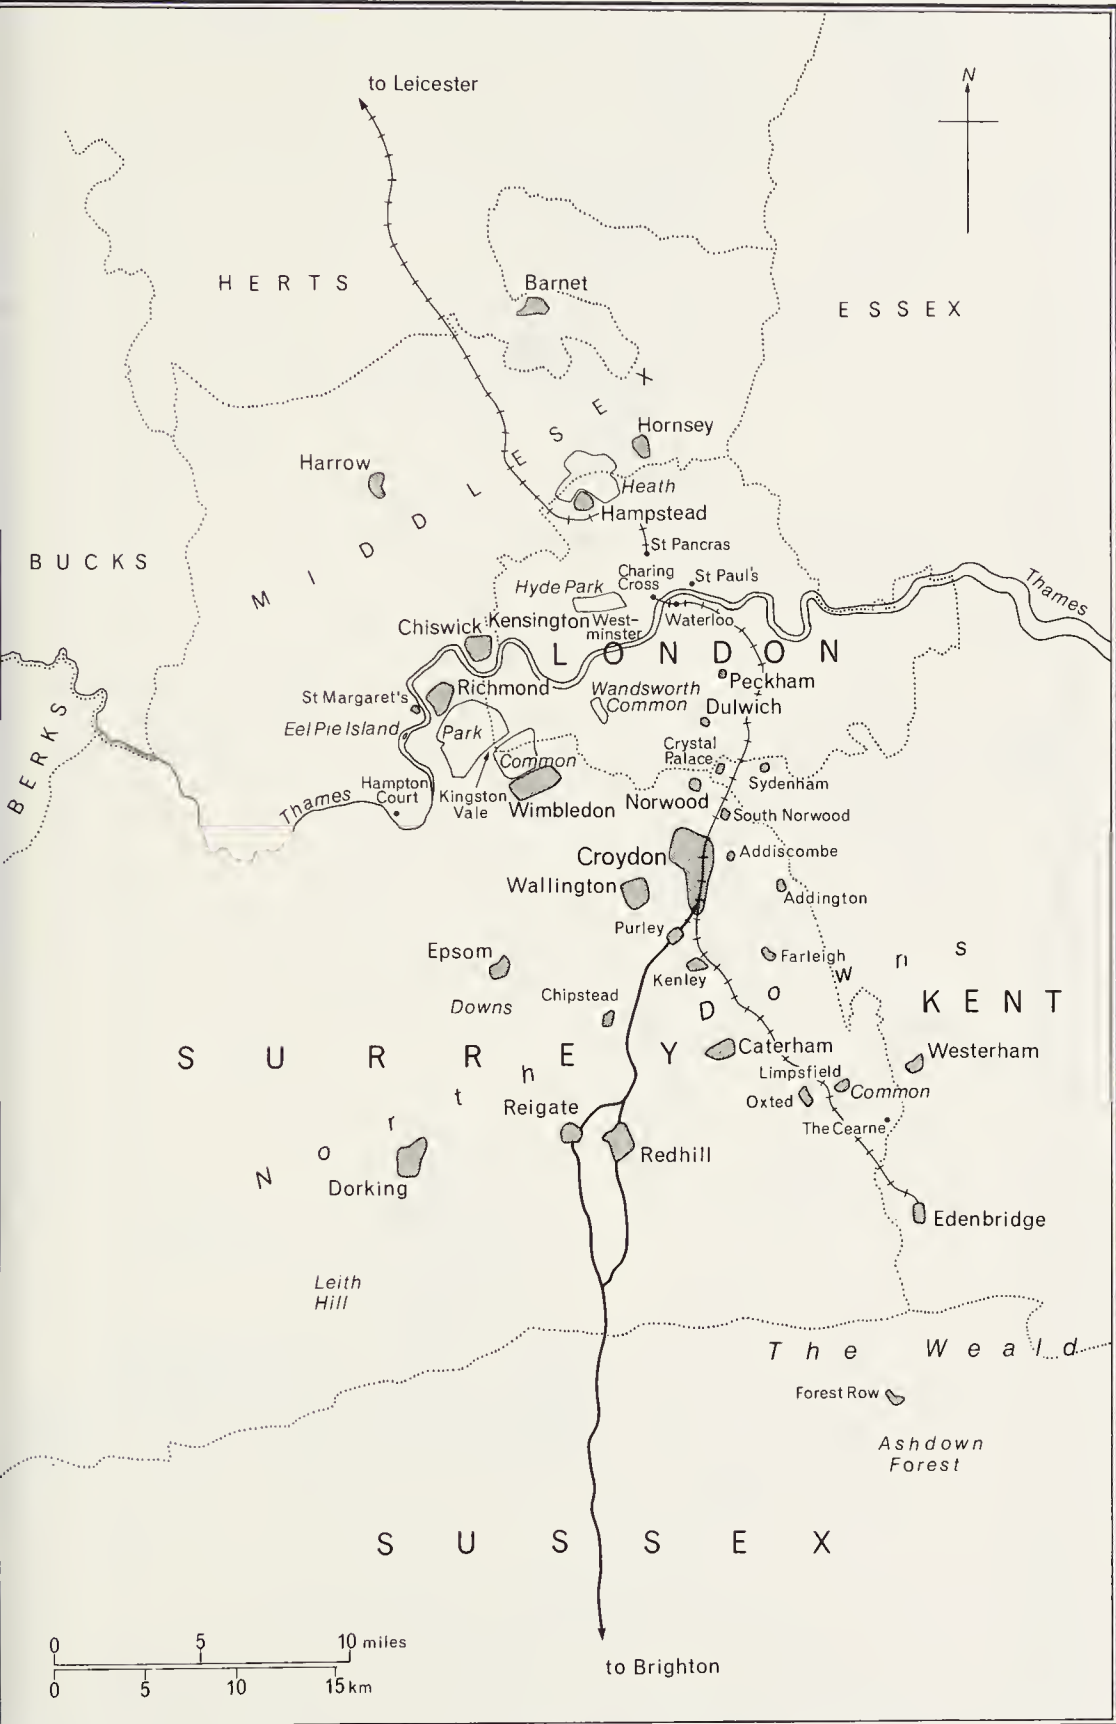 to Leicester
N
HERTS
Barnet
ESSEX
MIDDLESEX
Hornsey
Harrow
Heath
Hampstead
BUCKS
St Pancras
Charing
Cross
St Paul's
Hyde Park
Thames
Kensington
West-
minster
Waterloo
Chiswick
LONDON
Peckham
Richmond
Wandsworth
Common
St Margaret's
Dulwich
Eel Pie Island
Park
BERKS
Crystal
Palace
Common
Sydenham
Hampton
Court
Kingston
Vale
Wimbledon
Norwood
Thames
South Norwood
Croydon
Addiscombe
Wallington
Addington
Purley
Epsom
Farleigh
Kenley
Downs
Chipstead
North Downs
KENT
SURREY
Caterham
Westerham
Limpsfield
Common
Oxted
Reigate
The Cearne
Redhill
Dorking
Edenbridge
Leith
Hill
The Weald
Forest Row
Ashdown
Forest
SUSSEX
0 5 10 miles
0 5 10 15 km
to Brighton